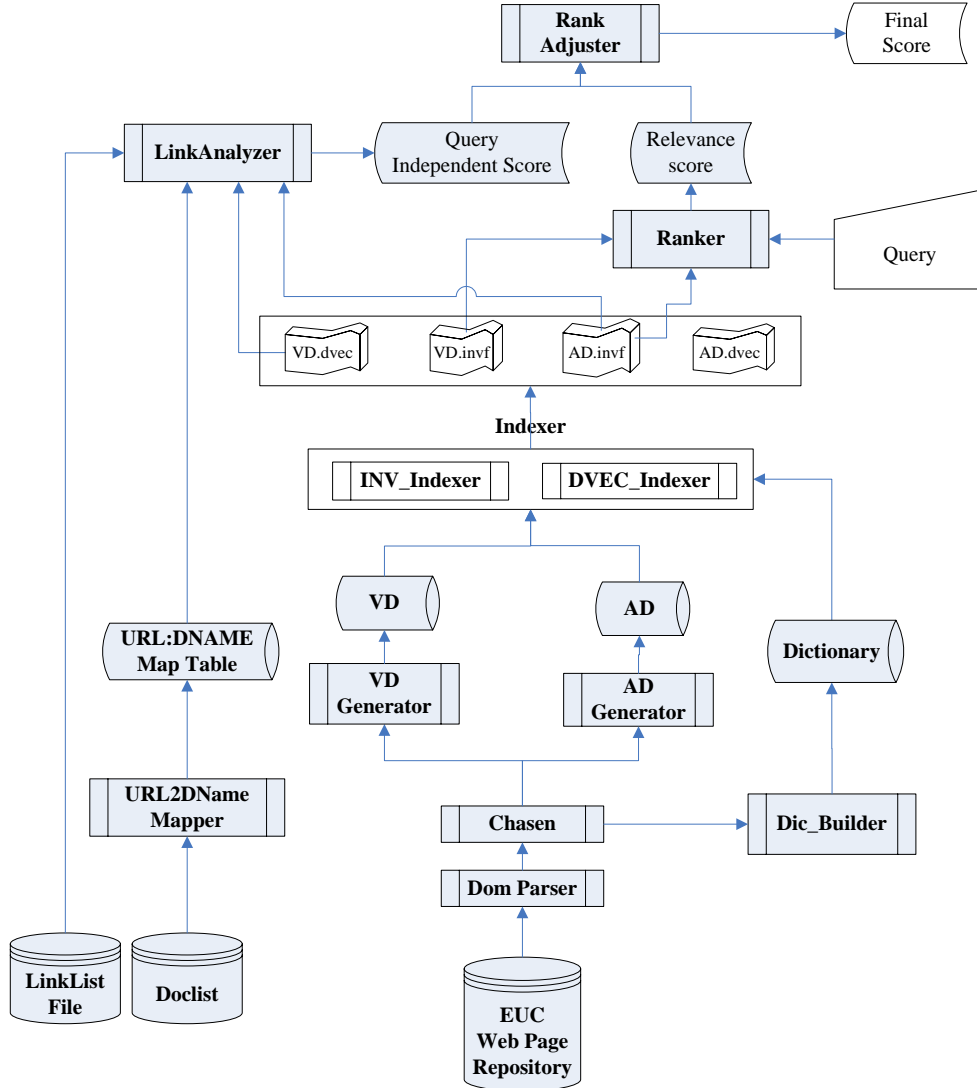 Rank
Adjuster
Final
Score
LinkAnalyzer
Query
Independent Score
Relevance
score
Ranker
Query
VD.dvec
VD.invf
AD.invf
AD.dvec
Indexer
INV_Indexer
DVEC_Indexer
VD
AD
URL:DNAME
Map Table
Dictionary
VD
Generator
AD
Generator
URL2DName
Mapper
Chasen
Dic_Builder
Dom Parser
LinkList
File
Doclist
EUC
Web Page
Repository